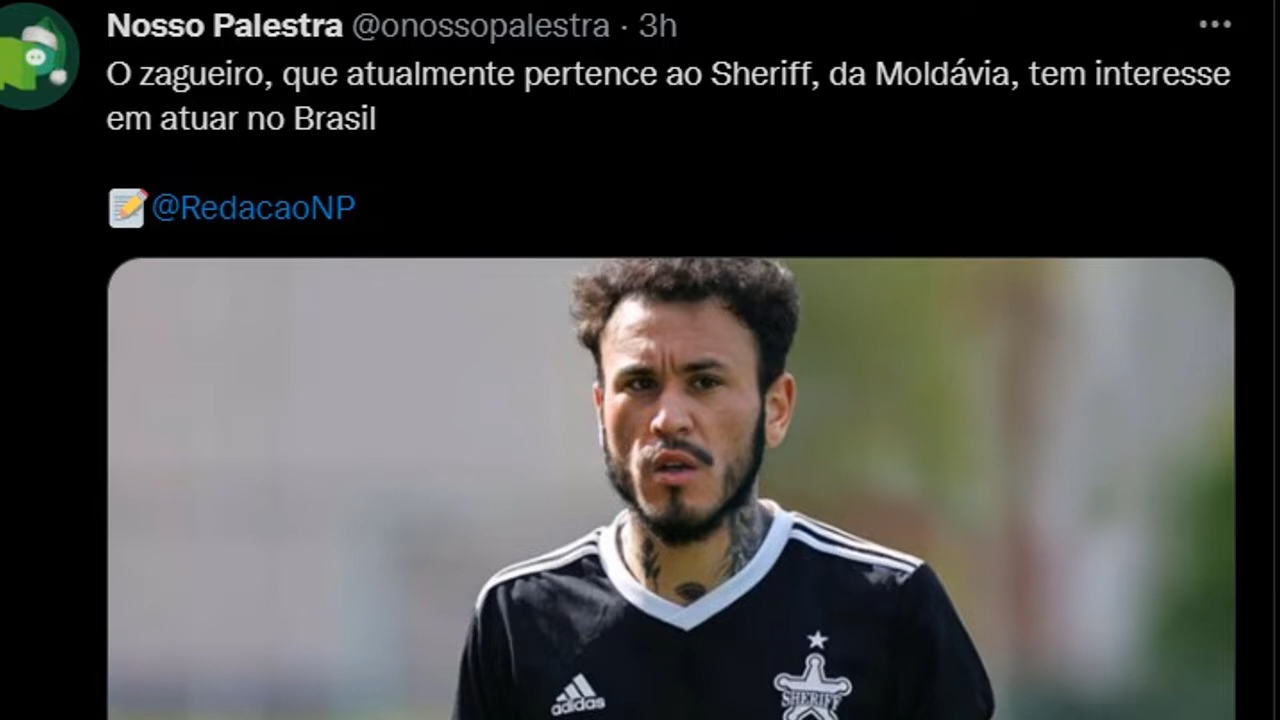 Nosso Palestra @onossopalestra · 3h
O zagueiro, que atualmente pertence ao Sheriff, da Moldávia, tem interesse
em atuar no Brasil
@RedacaoNP
adidas
SHERIFF